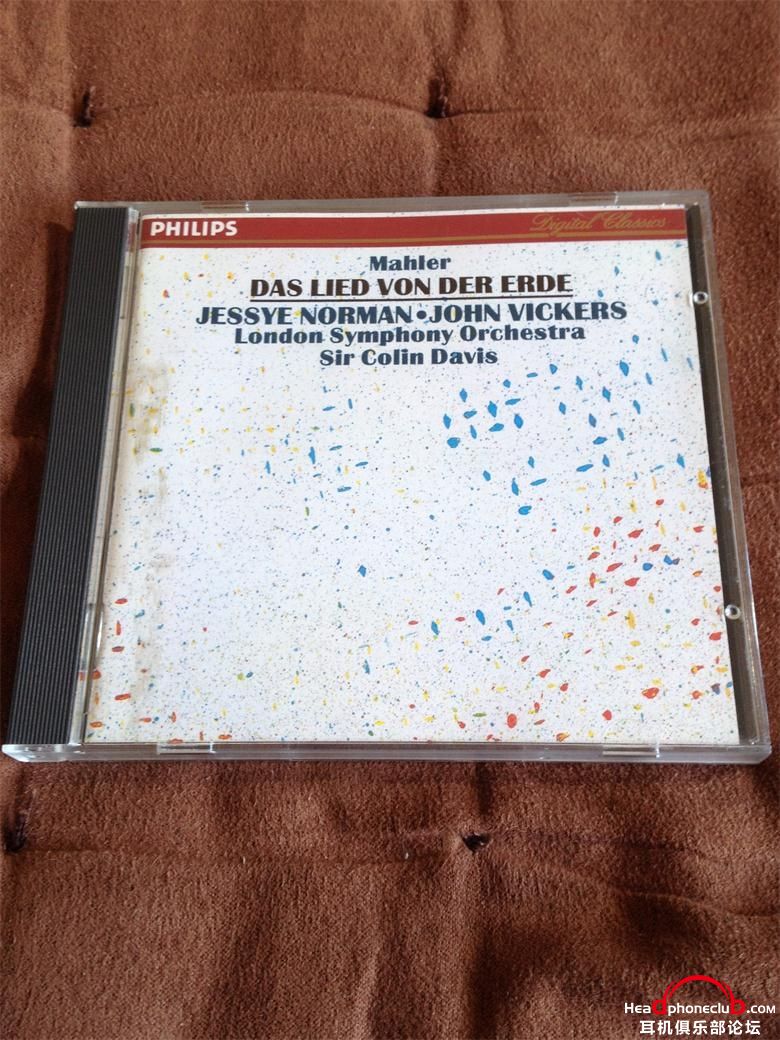 PHILIPS
Digital Classics
Mahler
DAS LIED VON DER ERDE
JESSYE NORMAN • JOHN VICKERS
London Symphony Orchestra
Sir Colin Davis
Headphoneclub.com
耳机俱乐部论坛